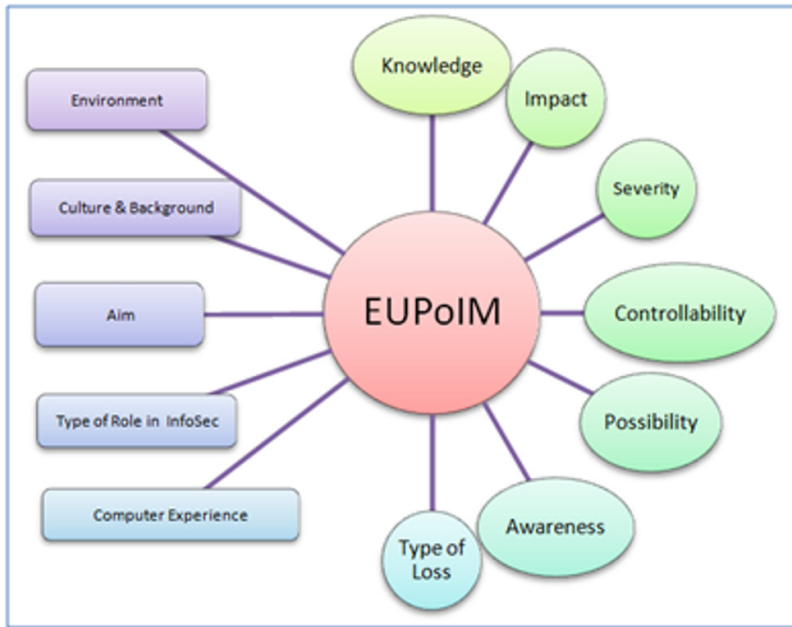 Knowledge
Impact
Environment
Severity
Culture & Background
EUPoIM
Aim
Controllability
Type of Role in InfoSec
Possibility
Computer Experience
Awareness
Type of
Loss